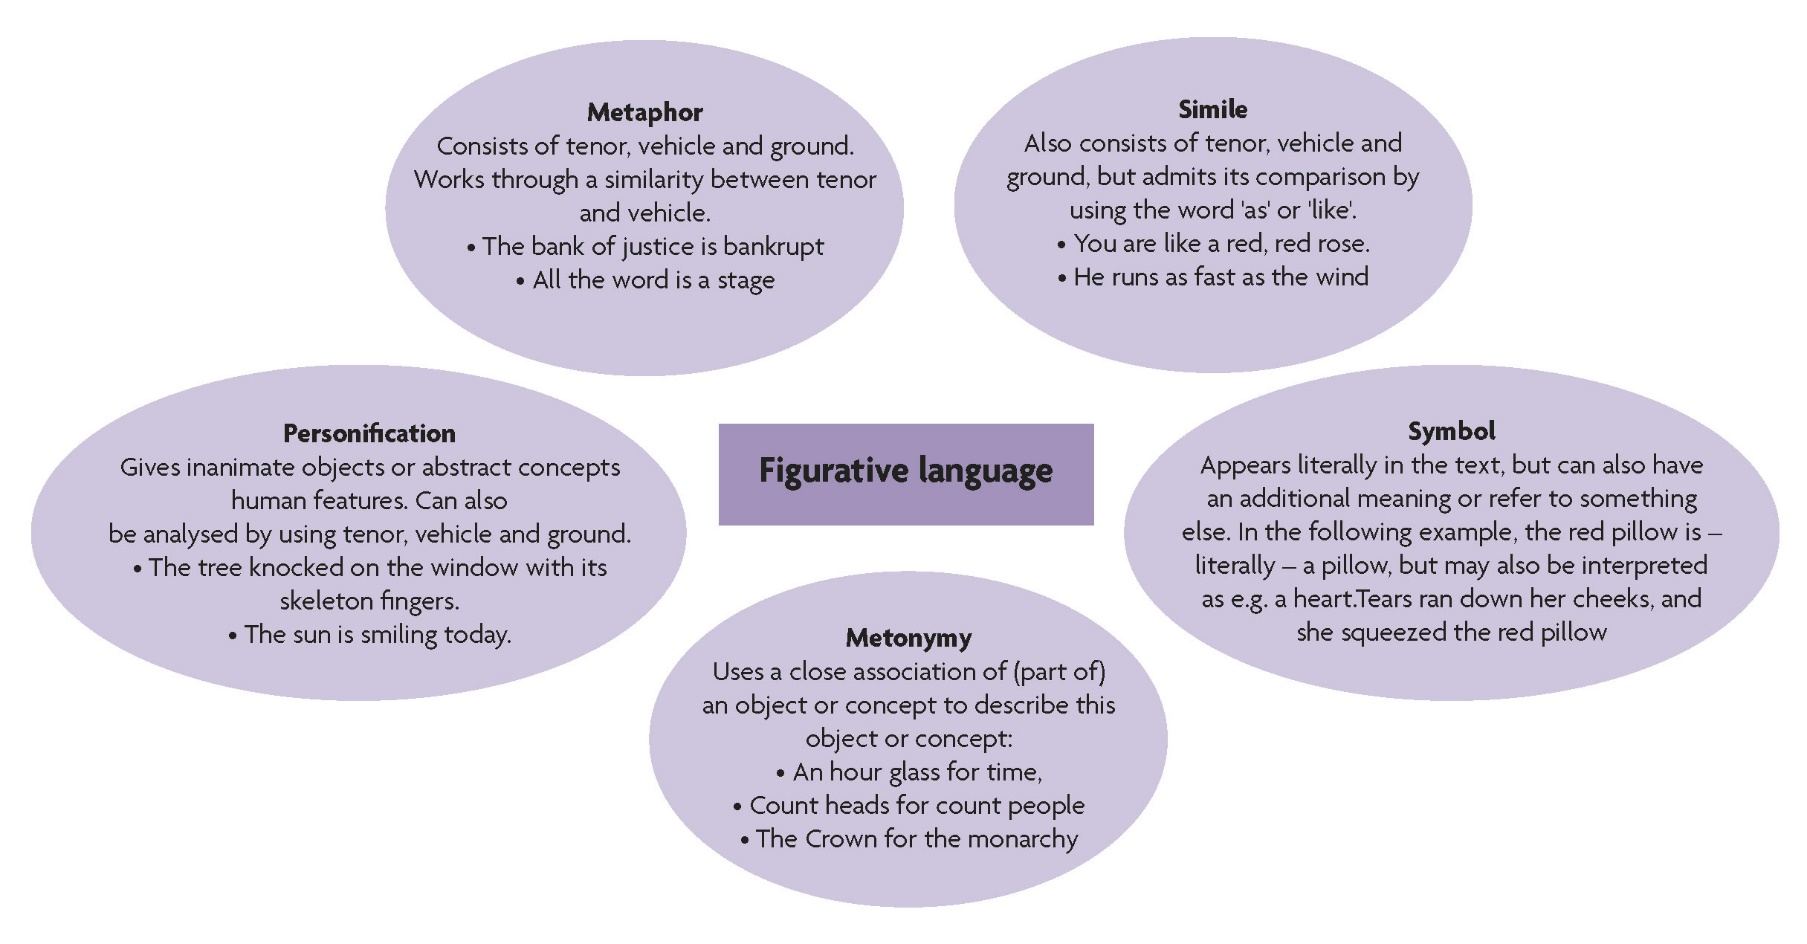 Metaphor
Consists of tenor, vehicle and ground.
Works through a similarity between tenor
and vehicle.
• The bank of justice is bankrupt
• All the word is a stage
Simile
Also consists of tenor, vehicle and
ground, but admits its comparison by
using the word 'as' or 'like'.
• You are like a red, red rose.
• He runs as fast as the wind
Personification
Gives inanimate objects or abstract concepts
human features. Can also
be analysed by using tenor, vehicle and ground.
• The tree knocked on the window with its
skeleton fingers.
• The sun is smiling today.
Figurative language
Symbol
Appears literally in the text, but can also have
an additional meaning or refer to something
else. In the following example, the red pillow is –
literally – a pillow, but may also be interpreted
as e.g. a heart.Tears ran down her cheeks, and
she squeezed the red pillow
Metonymy
Uses a close association of (part of)
an object or concept to describe this
object or concept:
• An hour glass for time,
• Count heads for count people
• The Crown for the monarchy